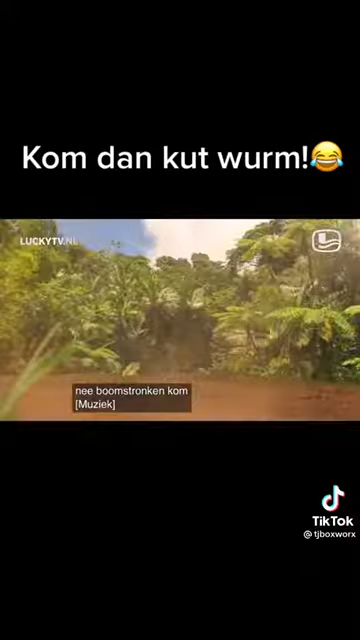 Kom dan kut wurm!😂
LUCKYTV.NL
nee boomstronken kom
[Muziek]
TikTok
@tjboxworx